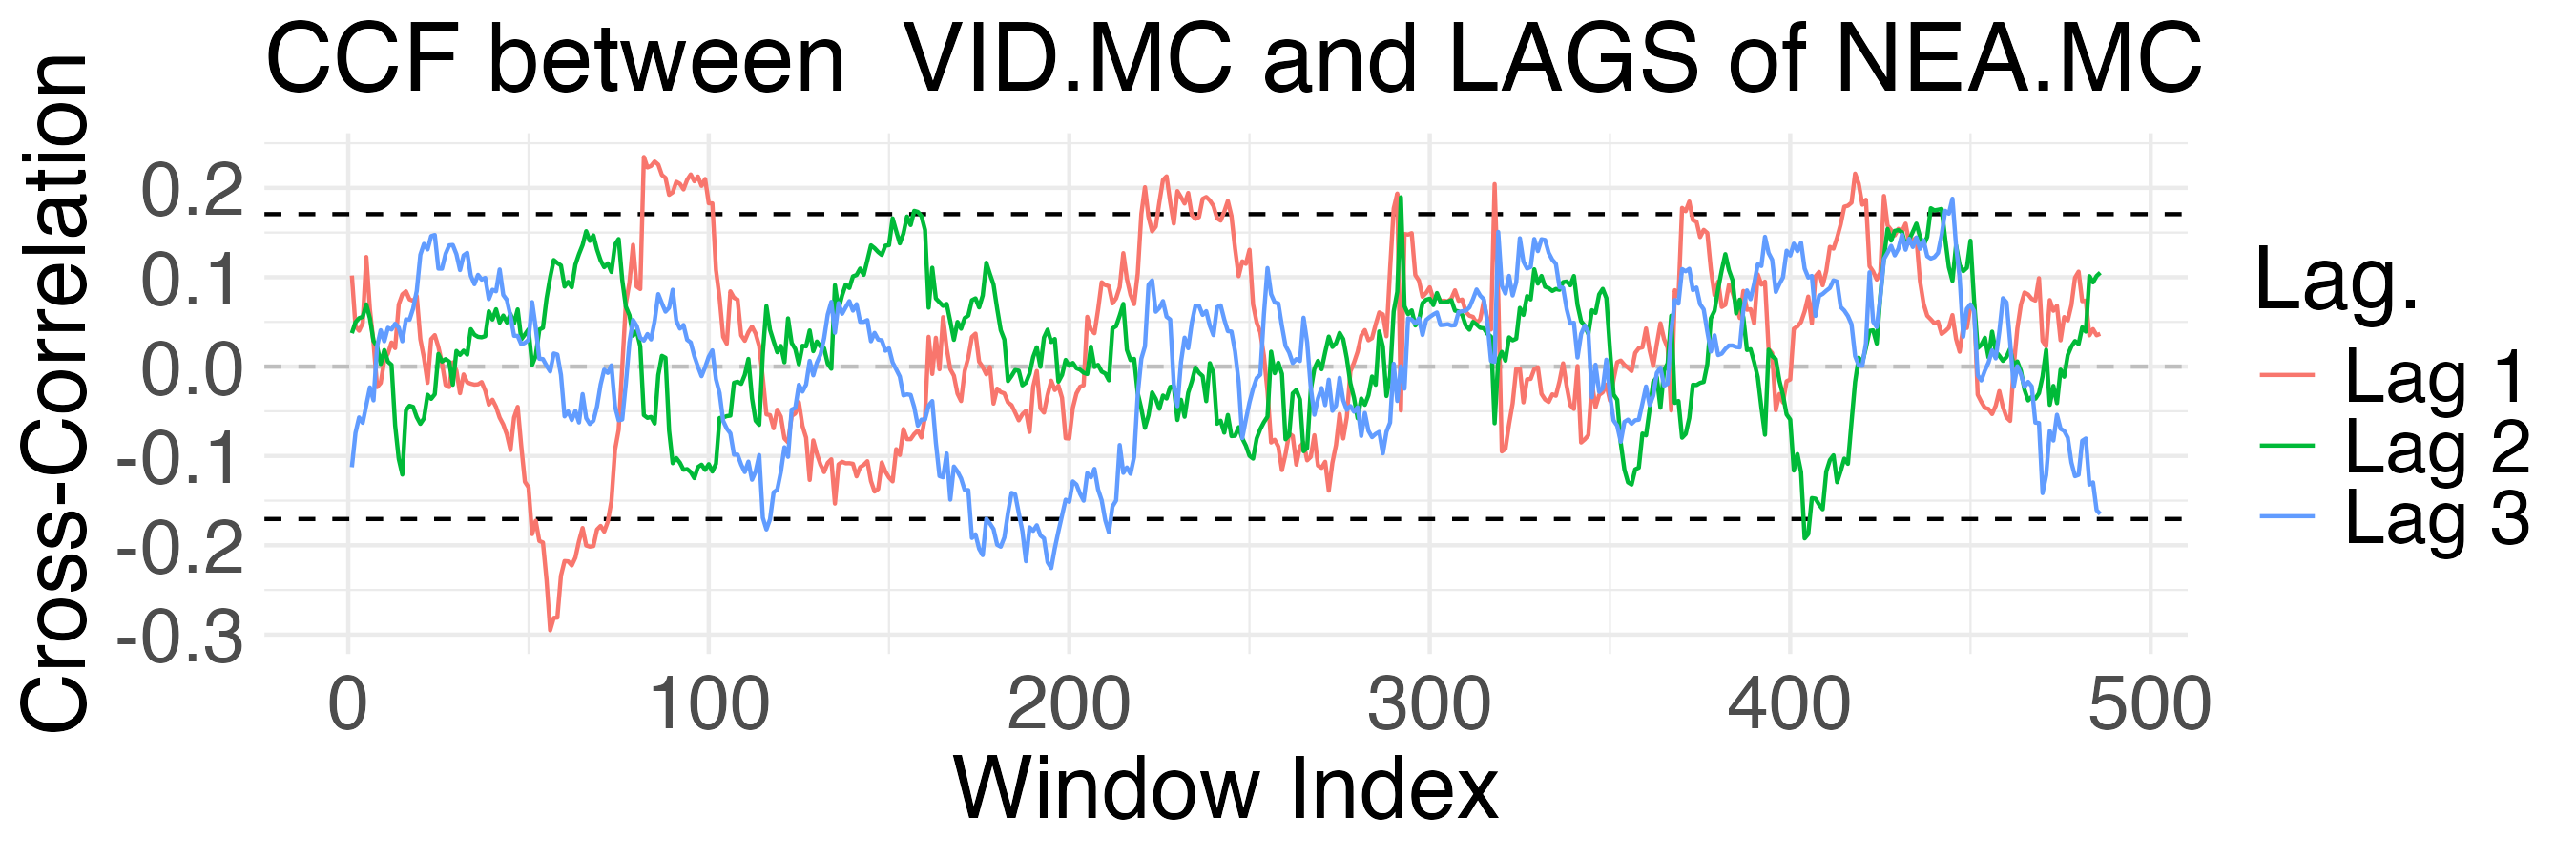 CCF between  VID.MC and LAGS of NEA.MC
Cross-Correlation
0.2
0.1
0.0
-0.1
-0.2
-0.3
0 100 200 300 400 500
Window Index
Lag.
Lag 1
Lag 2
Lag 3